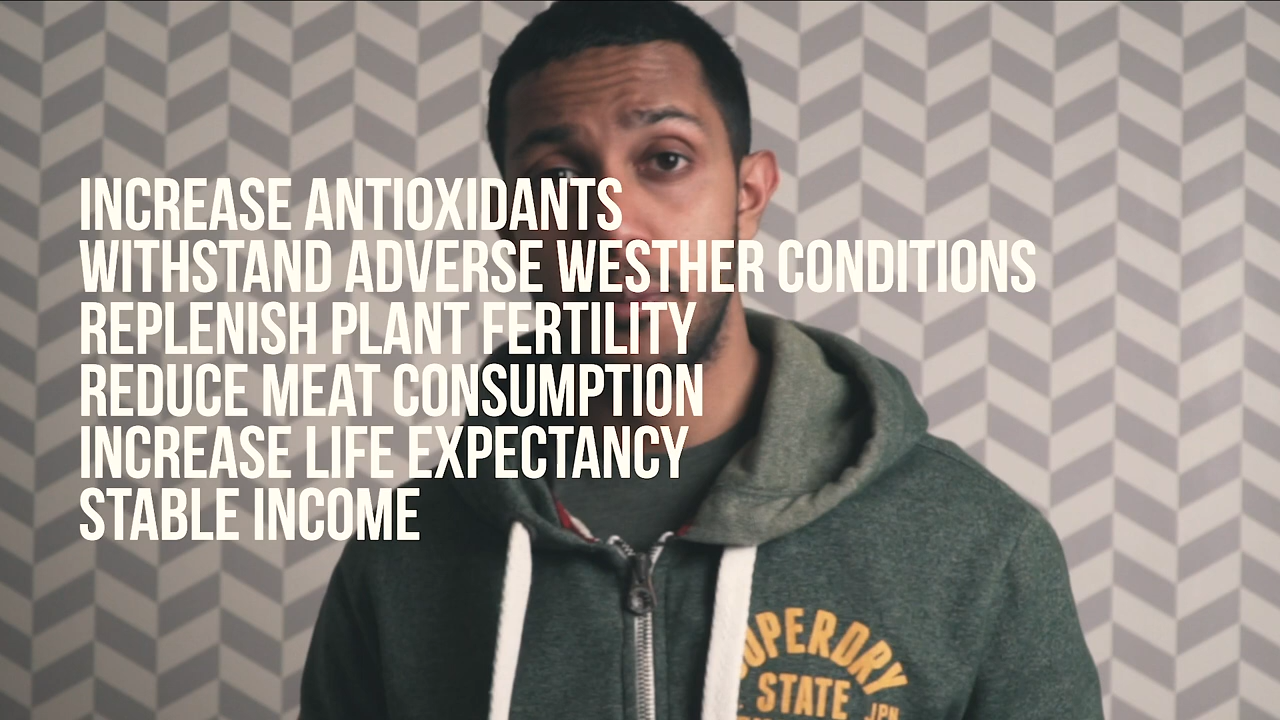 INCREASE ANTIOXIDANTS
WITHSTAND ADVERSE WESTHER CONDITIONS
REPLENISH PLANT FERTILITY
REDUCE MEAT CONSUMPTION
INCREASE LIFE EXPECTANCY
STABLE INCOME
SUPERDRY
STATE
JPN